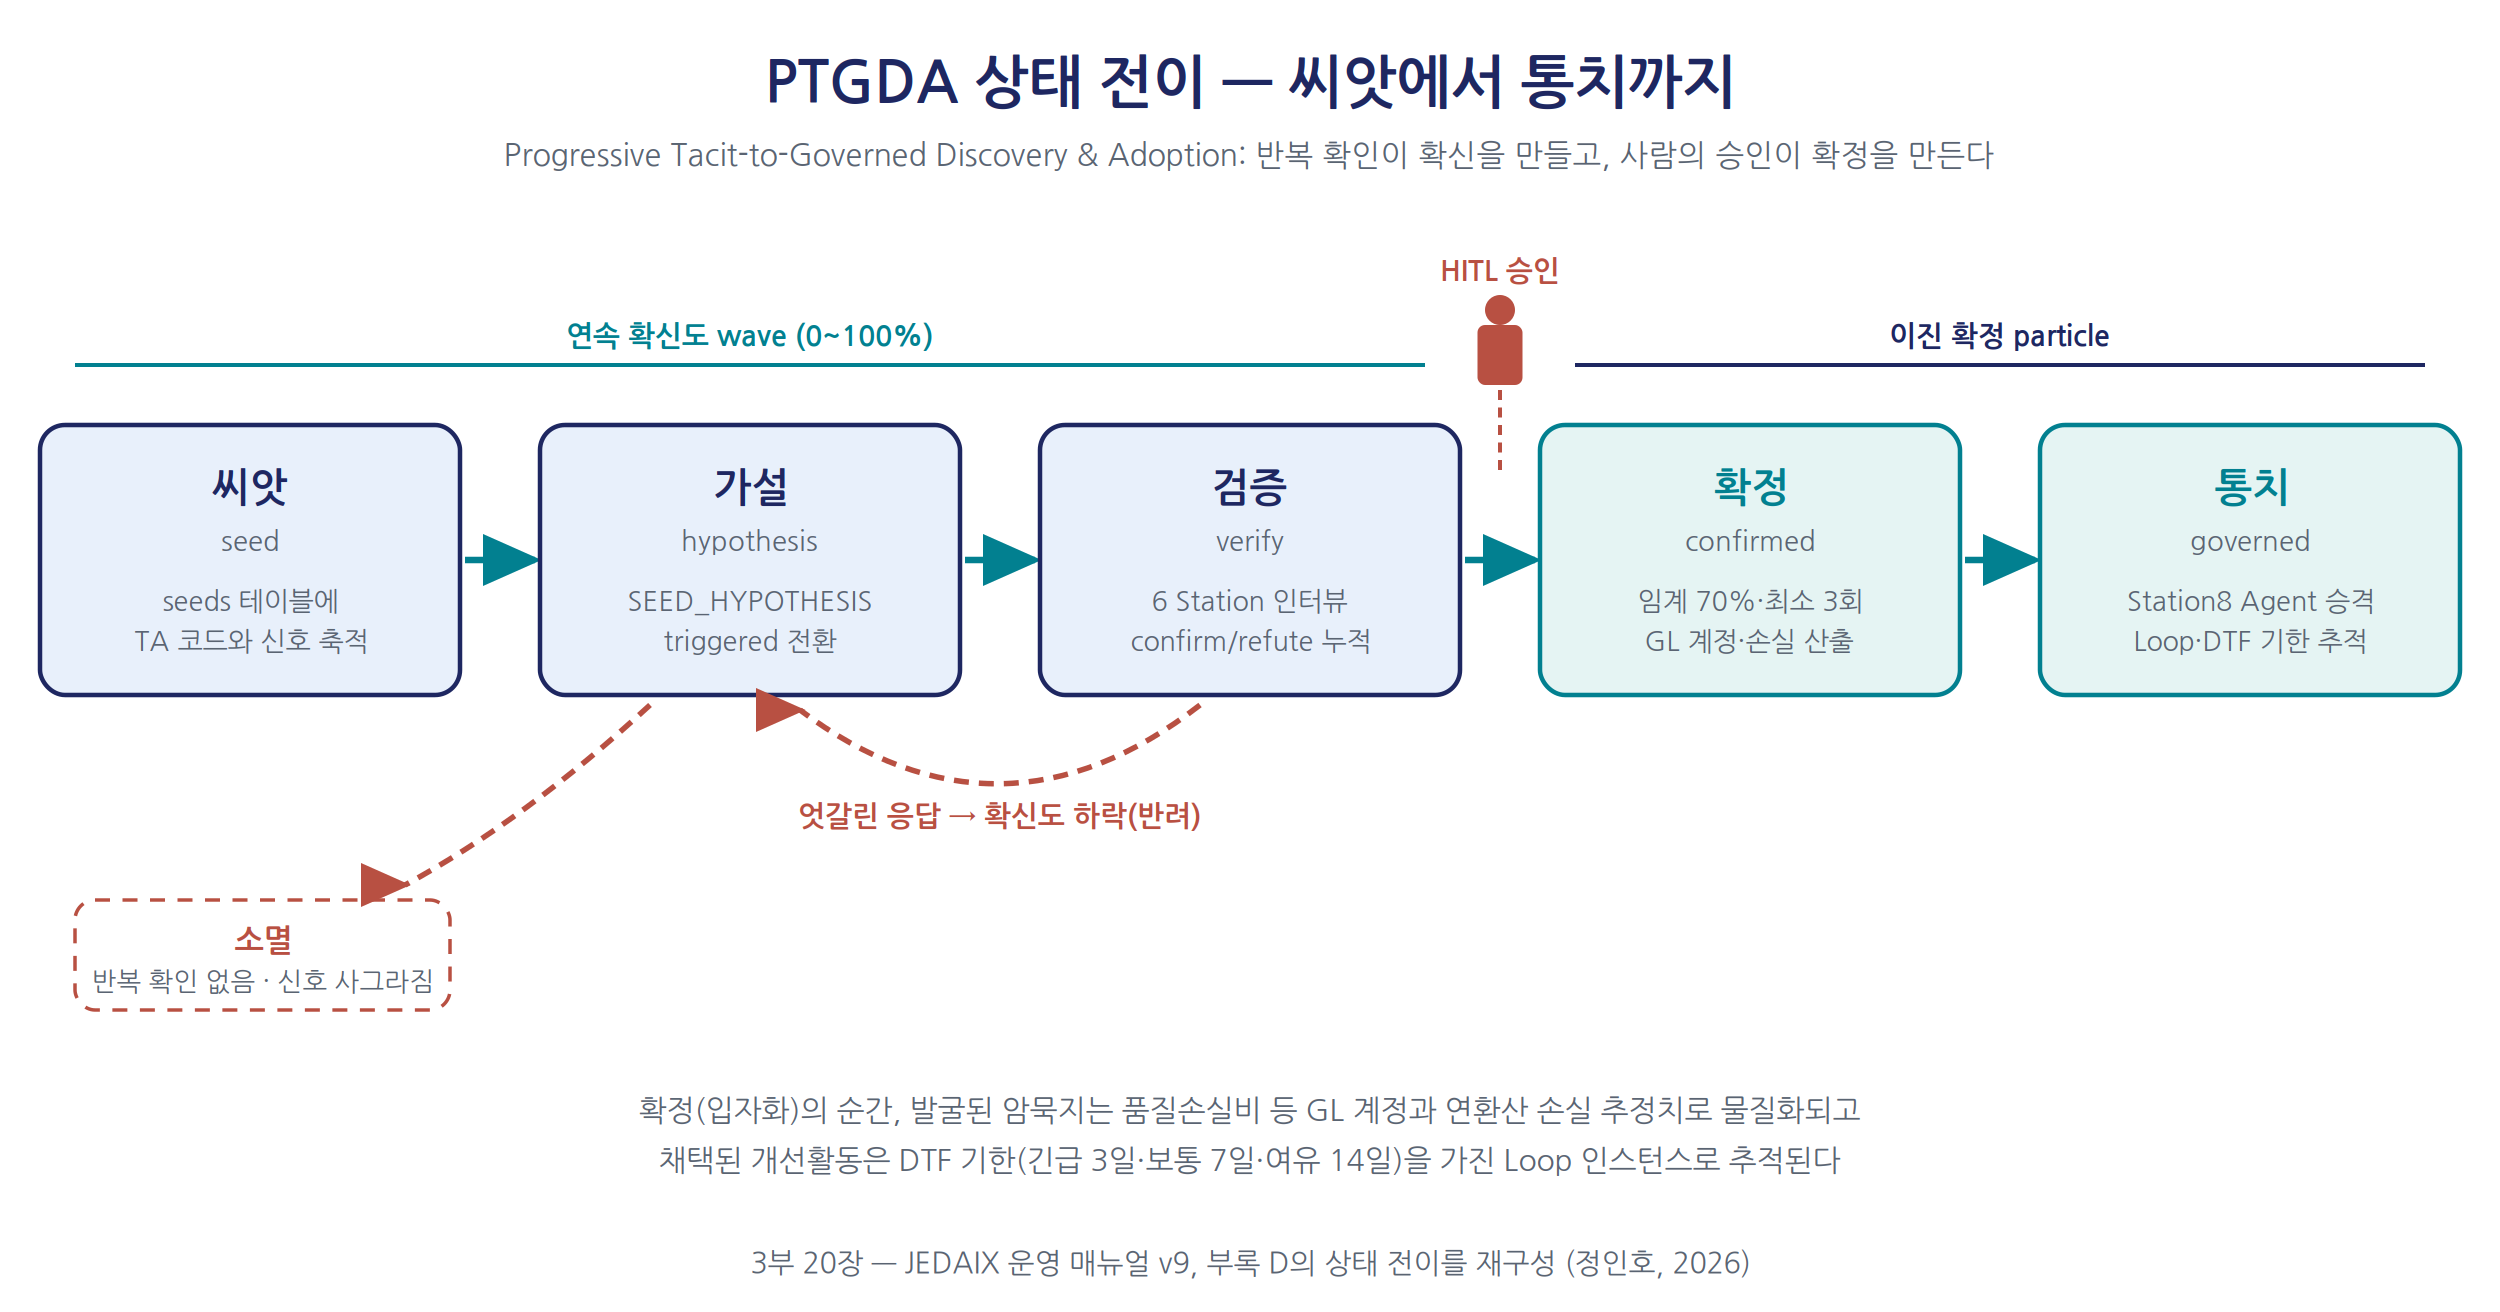 PTGDA 상태 전이 — 씨앗에서 통치까지
Progressive Tacit-to-Governed Discovery & Adoption: 반복 확인이 확신을 만들고, 사람의 승인이 확정을 만든다
HITL 승인
연속 확신도 wave (0~100%)
이진 확정 particle
씨앗
seed
seeds 테이블에
TA 코드와 신호 축적
가설
hypothesis
SEED_HYPOTHESIS
triggered 전환
검증
verify
6 Station 인터뷰
confirm/refute 누적
확정
confirmed
임계 70%·최소 3회
GL 계정·손실 산출
통치
governed
Station8 Agent 승격
Loop·DTF 기한 추적
엇갈린 응답 → 확신도 하락(반려)
소멸
반복 확인 없음 · 신호 사그라짐
확정(입자화)의 순간, 발굴된 암묵지는 품질손실비 등 GL 계정과 연환산 손실 추정치로 물질화되고
채택된 개선활동은 DTF 기한(긴급 3일·보통 7일·여유 14일)을 가진 Loop 인스턴스로 추적된다
3부 20장 — JEDAIX 운영 매뉴얼 v9, 부록 D의 상태 전이를 재구성 (정인호, 2026)